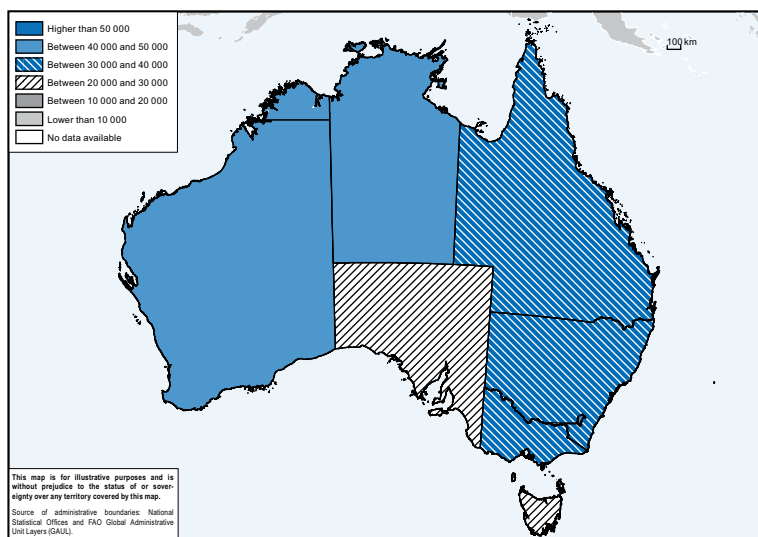 Higher than 50 000
Between 40 000 and 50 000
Between 30 000 and 40 000
Between 20 000 and 30 000
Between 10 000 and 20 000
Lower than 10 000
No data available
100 km
This map is for illustrative purposes and is
without prejudice to the status of or sover-
eignty over any territory covered by this map.
Source of administrative boundaries: National
Statistical Offices and FAO Global Administrative
Unit Layers (GAUL).